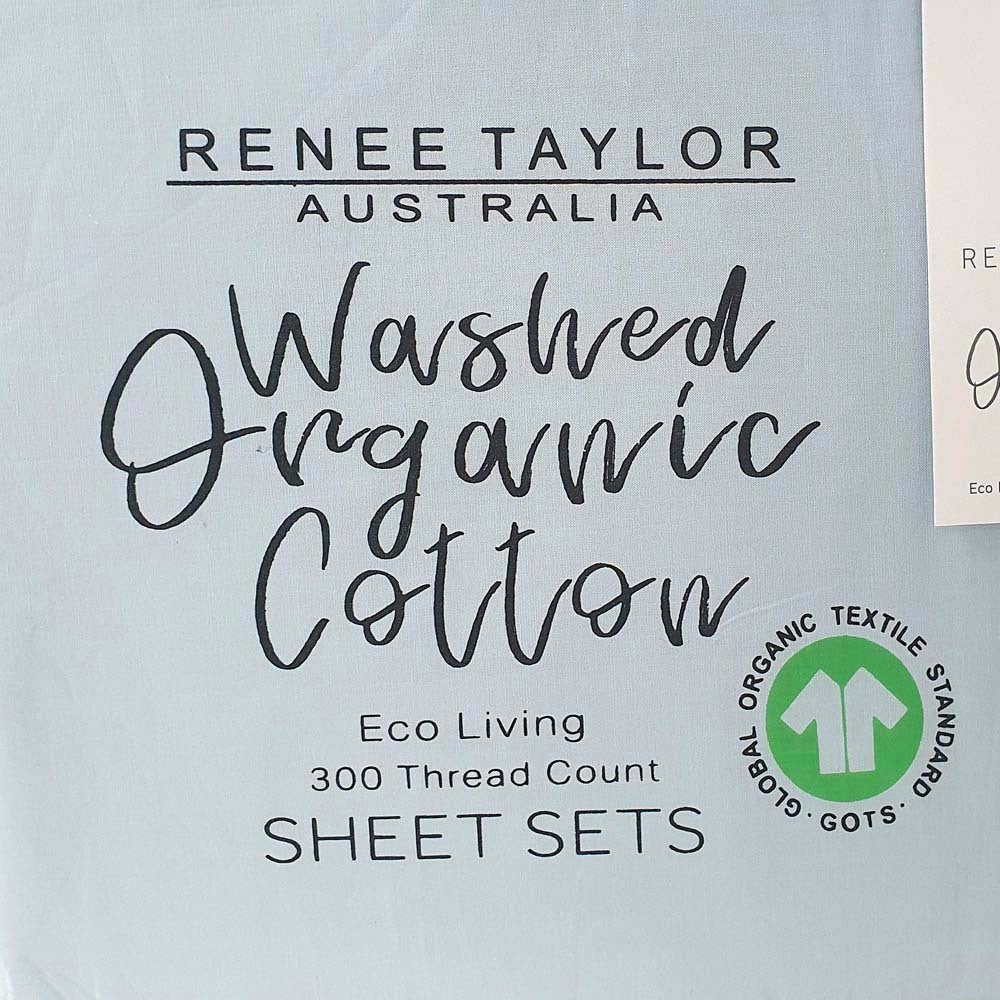 RENEE TAYLOR
AUSTRALIA
Washed
Organic
Cotton
Eco Living
300 Thread Count
SHEET SETS
GLOBAL ORGANIC TEXTILE STANDARD
· GOTS ·
RE
O
Eco